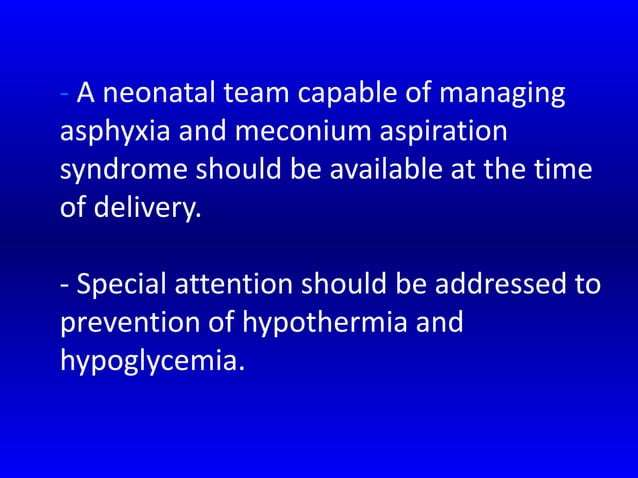 - A neonatal team capable of managing
asphyxia and meconium aspiration
syndrome should be available at the time
of delivery.
- Special attention should be addressed to
prevention of hypothermia and
hypoglycemia.